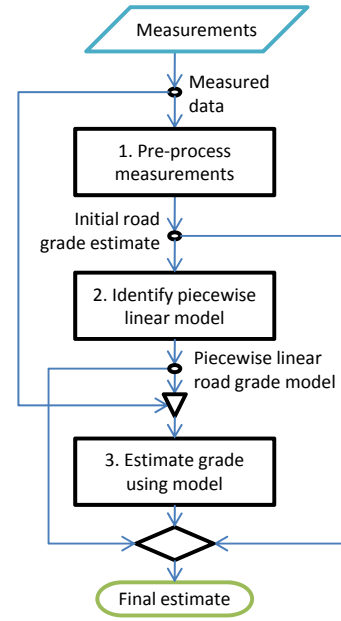 Measurements
Measured
data
1. Pre-process
measurements
Initial road
grade estimate
2. Identify piecewise
linear model
Piecewise linear
road grade model
3. Estimate grade
using model
Final estimate